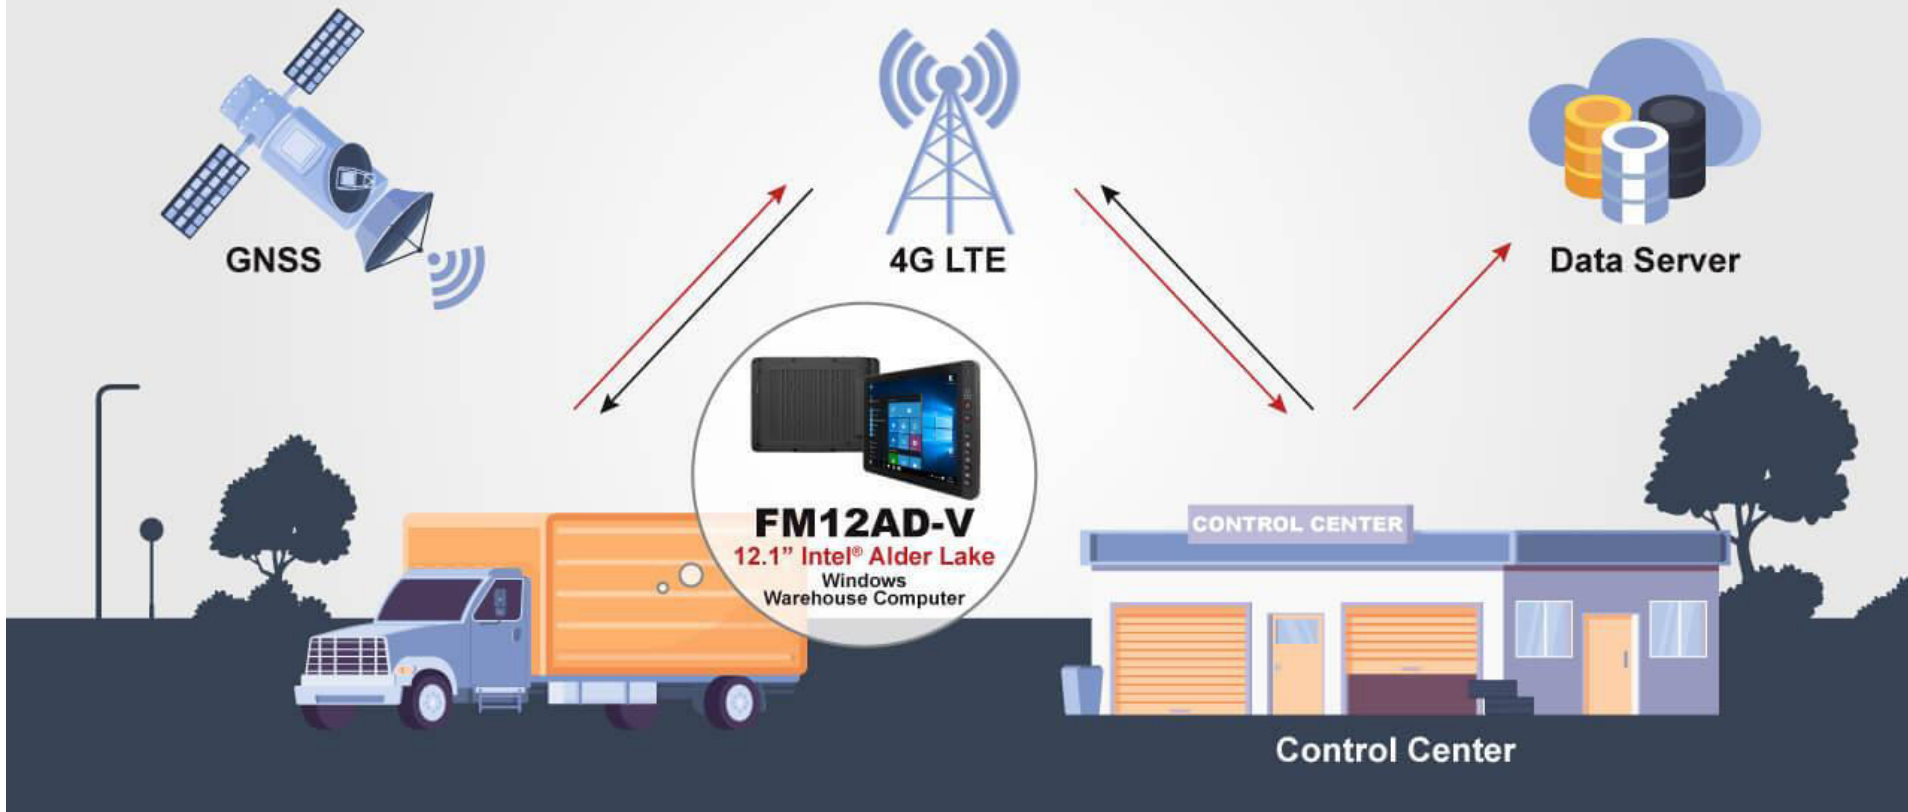 GNSS
4G LTE
Data Server
FM12AD-V
12.1” Intel® Alder Lake
Windows
Warehouse Computer
CONTROL CENTER
Control Center